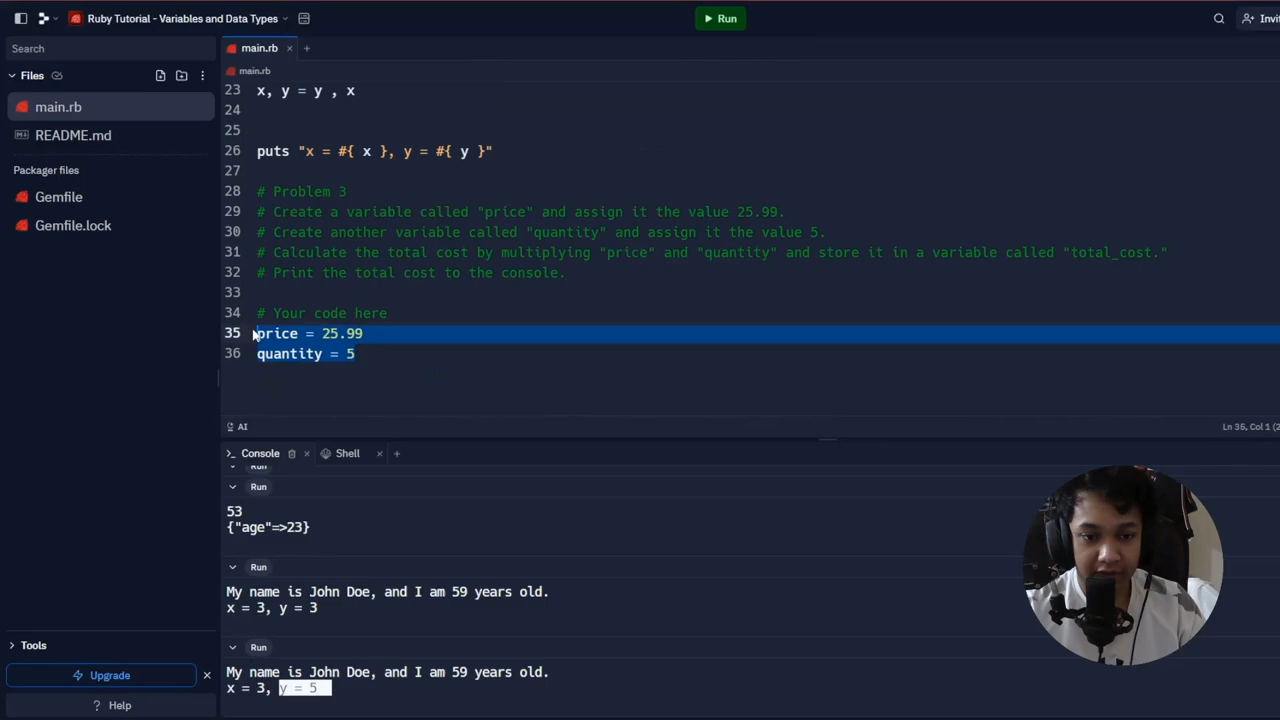 Ruby Tutorial - Variables and Data Types
Run
Invi
Search
Files
main.rb
README.md
Packager files
Gemfile
Gemfile.lock
Tools
Upgrade
Help
main.rb
main.rb
23 x, y = y , x
24
25
26 puts "x = #{ x }, y = #{ y }"
27
28 # Problem 3
29 # Create a variable called "price" and assign it the value 25.99.
30 # Create another variable called "quantity" and assign it the value 5.
31 # Calculate the total cost by multiplying "price" and "quantity" and store it in a variable called "total_cost."
32 # Print the total cost to the console.
33
34 # Your code here
35 price = 25.99
36 quantity = 5
AI
Ln 35, Col 1 (2
Console
Shell
Run
Run
53
{"age"=>23}
Run
My name is John Doe, and I am 59 years old.
x = 3, y = 3
Run
My name is John Doe, and I am 59 years old.
x = 3, y = 5